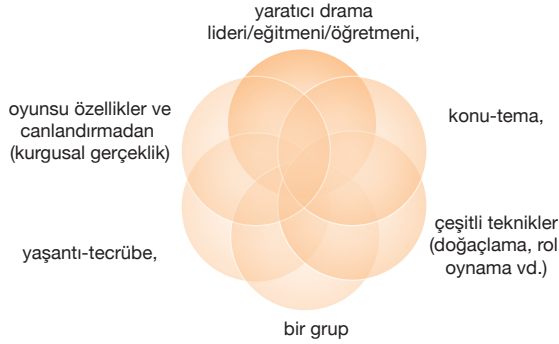 yaratıcı drama
lideri/eğitmeni/öğretmeni,
konu-tema,
çeşitli teknikler
(doğaçlama, rol
oynama vd.)
bir grup
yaşantı-tecrübe,
oyunsu özellikler ve
canlandırmadan
(kurgusal gerçeklik)